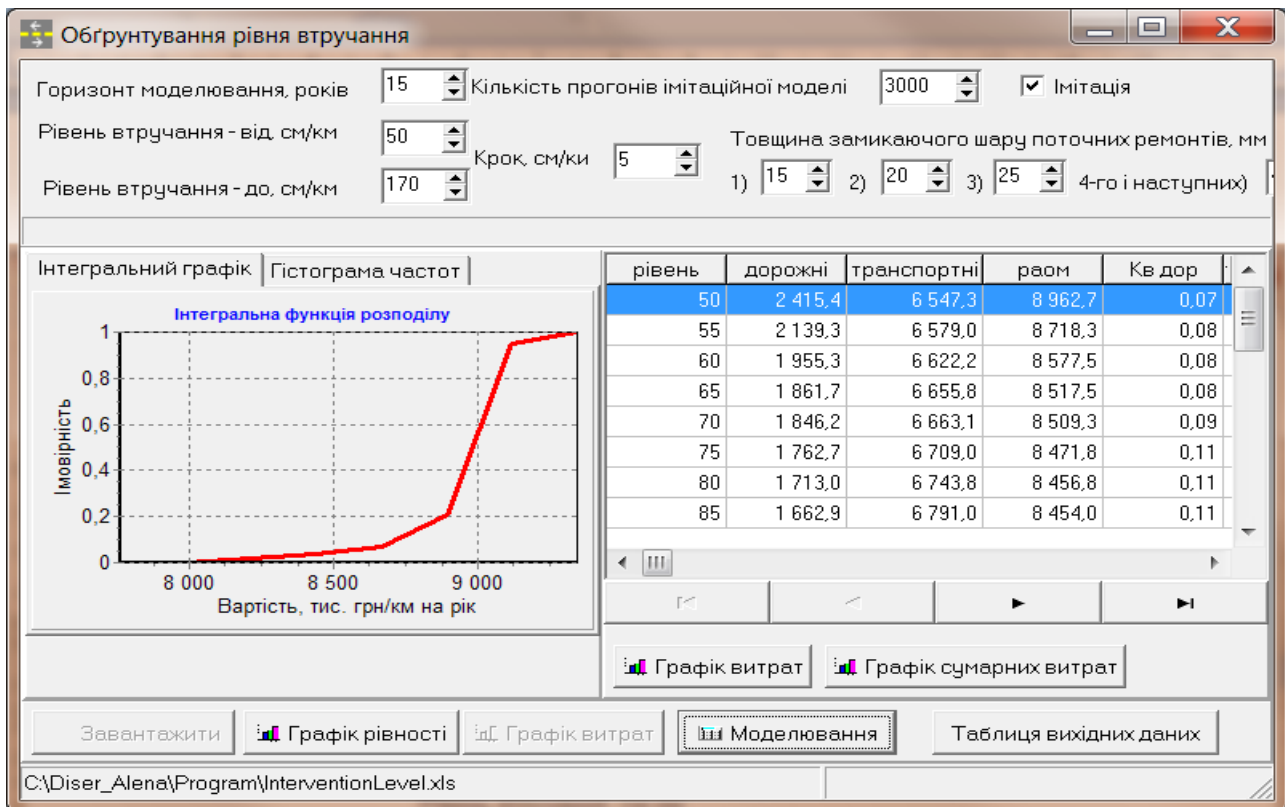 Обґрунтування рівня втручання
Горизонт моделювання, років 15 Кількість прогонів імітаційної моделі 3000 Імітація
Рівень втручання - від, см/км 50
Крок, см/ки 5
Рівень втручання - до, см/км 170
Товщина замикаючого шару поточних ремонтів, мм
1) 15 2) 20 3) 25 4-го і наступних)
Інтегральний графік Гістограма частот
Інтегральна функція розподілу
Імовірність
1
0,8
0,6
0,4
0,2
0
8 000 8 500 9 000
Вартість, тис. грн/км на рік
рівень дорожні транспортні раом Кв дор
50 2 415,4 6 547,3 8 962,7 0,07
55 2 139,3 6 579,0 8 718,3 0,08
60 1 955,3 6 622,2 8 577,5 0,08
65 1 861,7 6 655,8 8 517,5 0,08
70 1 846,2 6 663,1 8 509,3 0,09
75 1 762,7 6 709,0 8 471,8 0,11
80 1 713,0 6 743,8 8 456,8 0,11
85 1 662,9 6 791,0 8 454,0 0,11
Графік витрат Графік сумарних витрат
Завантажити Графік рівності Графік витрат Моделювання Таблиця вихідних даних
C:\Diser_Alena\Program\InterventionLevel.xls